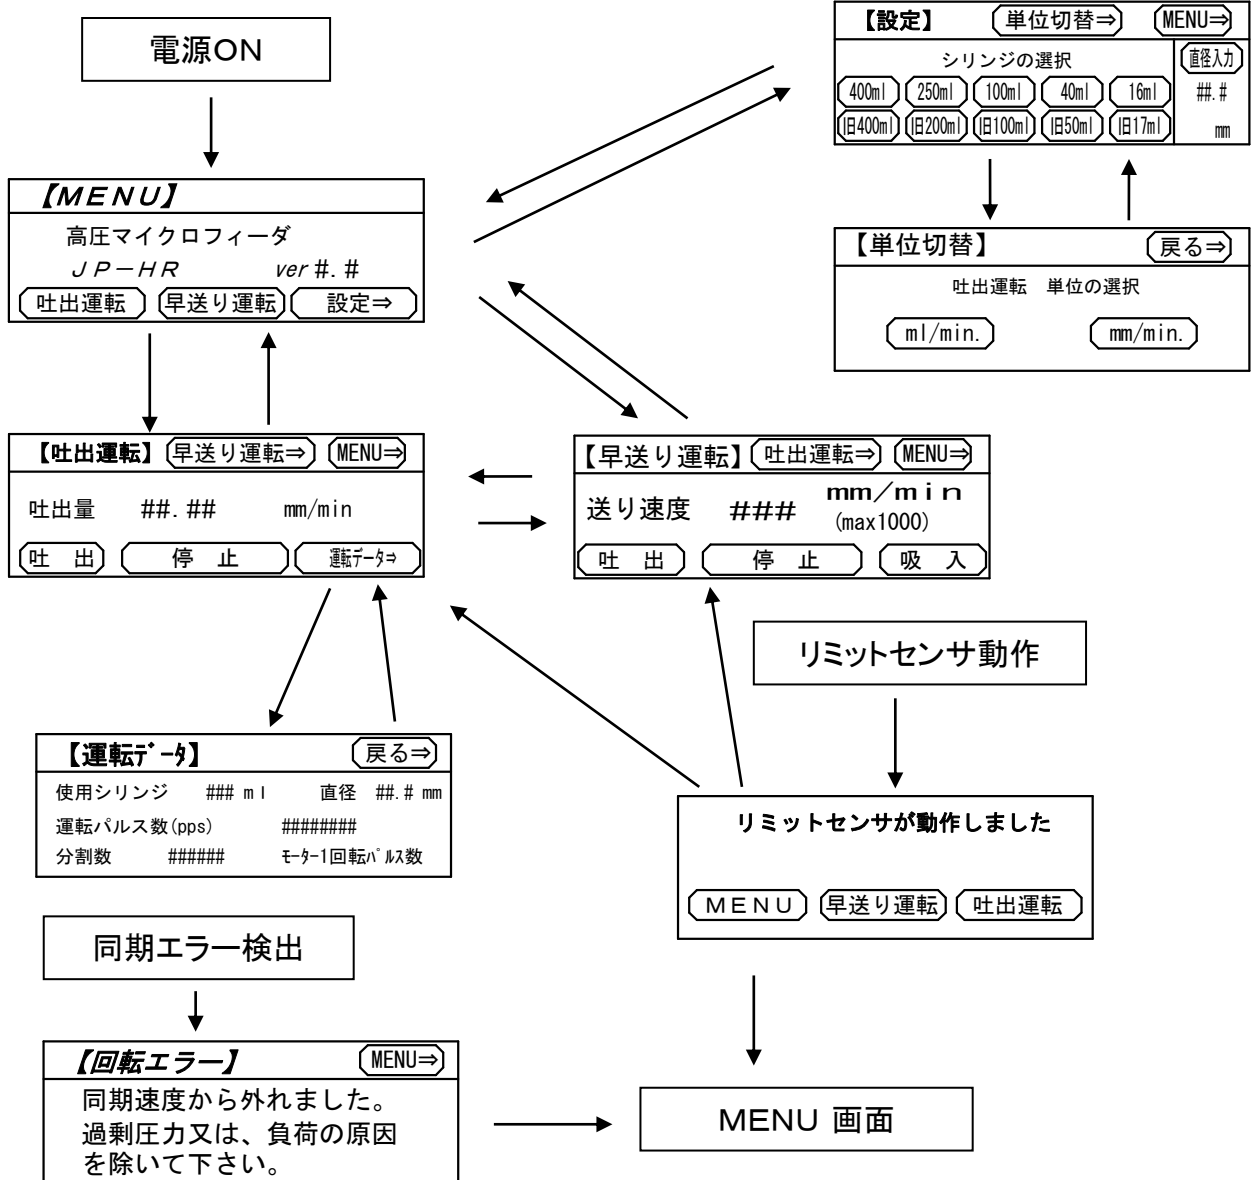 電源ON
【設定】 単位切替⇒ MENU⇒
シリンジの選択 直径入力
400ml 250ml 100ml 40ml 16ml ##.#
旧400ml 旧200ml 旧100ml 旧50ml 旧17ml mm
【MENU】
高圧マイクロフィーダ
JP－HR ver#.#
吐出運転 早送り運転 設定⇒
【単位切替】 戻る⇒
吐出運転 単位の選択
ml/min. mm/min.
【吐出運転】 早送り運転⇒ MENU⇒
吐出量 ##.## mm/min
吐 出 停 止 運転ﾃﾞｰﾀ⇒
【早送り運転】 吐出運転⇒ MENU⇒
送り速度 ### mm／min
(max1000)
吐 出 停 止 吸 入
リミットセンサ動作
【運転ﾃﾞｰﾀ】 戻る⇒
使用シリンジ ### ml 直径 ##.# mm
運転パルス数(pps) ########
分割数 ###### ﾓｰﾀｰ1回転ﾊﾟﾙｽ数
リミットセンサが動作しました
MENU 早送り運転 吐出運転
同期エラー検出
【回転エラー】 MENU⇒
同期速度から外れました。
過剰圧力又は、負荷の原因
を除いて下さい。
MENU 画面